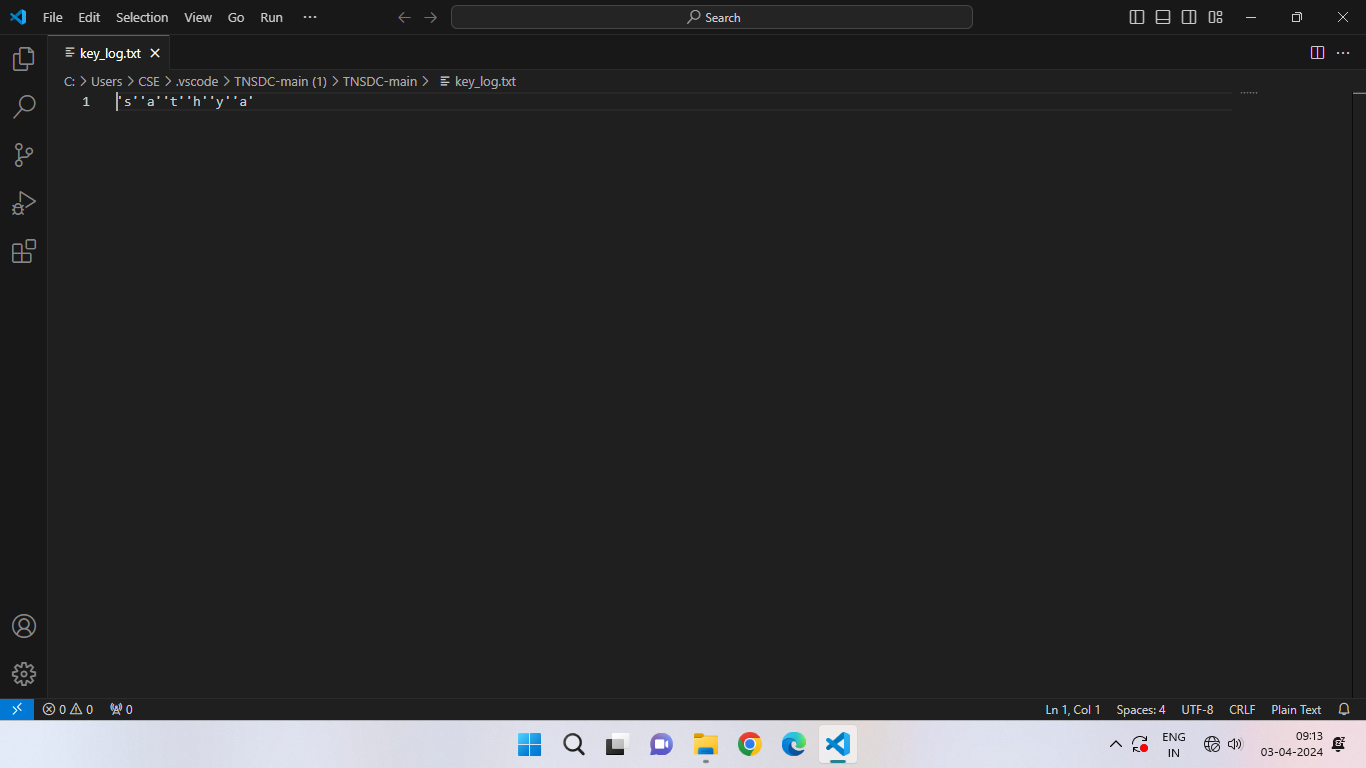 File Edit Selection View Go Run ··· Search
key_log.txt
C: > Users > CSE > .vscode > TNSDC-main (1) > TNSDC-main > key_log.txt
1 's''a''t''h''y''a'
0 0 0 Ln 1, Col 1 Spaces: 4 UTF-8 CRLF Plain Text
ENG
IN
09:13
03-04-2024